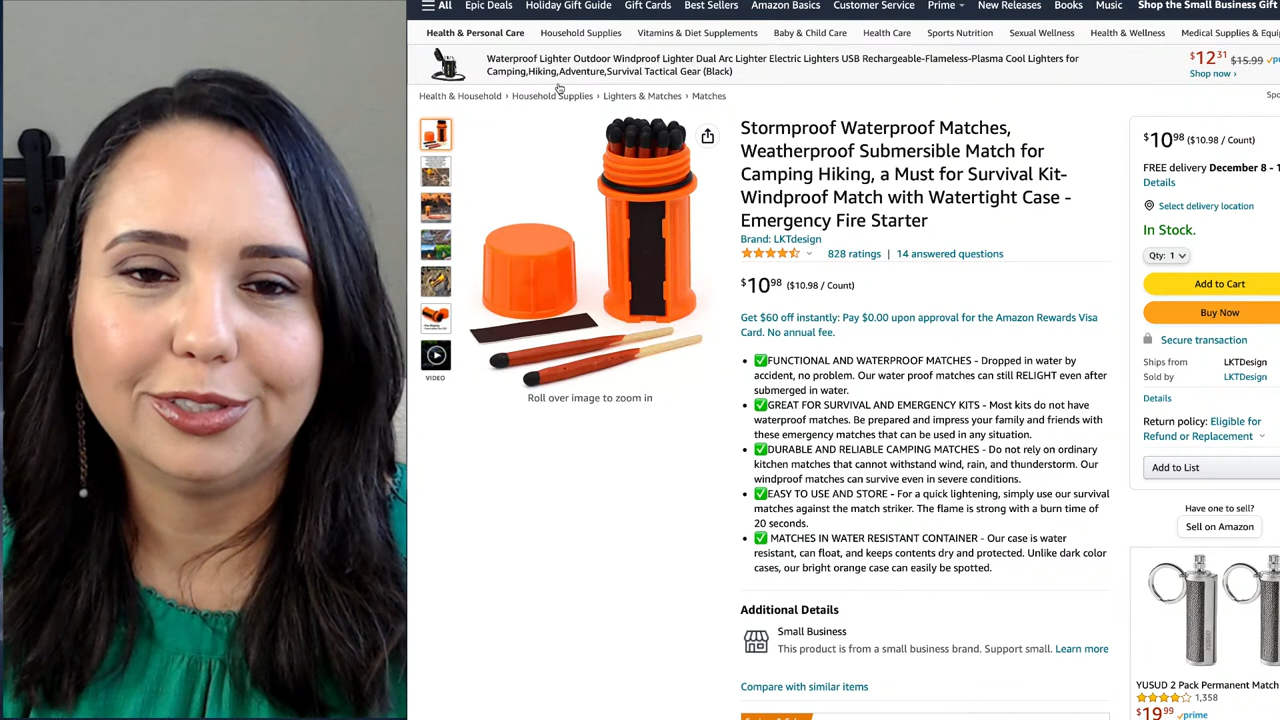 All Epic Deals Holiday Gift Guide Gift Cards Best Sellers Amazon Basics Customer Service Prime New Releases Books Music Shop the Small Business Gift
Health & Personal Care Household Supplies Vitamins & Diet Supplements Baby & Child Care Health Care Sports Nutrition Sexual Wellness Health & Wellness Medical Supplies &
Waterproof Lighter Outdoor Windproof Lighter Dual Arc Lighter Electric Lighters USB Rechargeable-Flameless-Plasma Cool Lighters for
Camping,Hiking,Adventure,Survival Tactical Gear (Black)
$12 31 $15.99
Shop now ›
Health & Household › Household Supplies › Lighters & Matches › Matches
Stormproof Waterproof Matches,
Weatherproof Submersible Match for
Camping Hiking, a Must for Survival Kit-
Windproof Match with Watertight Case -
Emergency Fire Starter
Brand: LKTdesign
828 ratings | 14 answered questions
$10 98 ($10.98 / Count)
Get $60 off instantly: Pay $0.00 upon approval for the Amazon Rewards Visa
Card. No annual fee.
• ✅FUNCTIONAL AND WATERPROOF MATCHES - Dropped in water by
accident, no problem. Our water proof matches can still RELIGHT even after
submerged in water.
• ✅GREAT FOR SURVIVAL AND EMERGENCY KITS - Most kits do not have
waterproof matches. Be prepared and impress your family and friends with
these emergency matches that can be used in any situation.
• ✅DURABLE AND RELIABLE CAMPING MATCHES - Do not rely on ordinary
kitchen matches that cannot withstand wind, rain, and thunderstorm. Our
windproof matches can survive even in severe conditions.
• ✅EASY TO USE AND STORE - For a quick lightening, simply use our survival
matches against the match striker. The flame is strong with a burn time of
20 seconds.
• ✅ MATCHES IN WATER RESISTANT CONTAINER - Our case is water
resistant, can float, and keeps contents dry and protected. Unlike dark color
cases, our bright orange case can easily be spotted.
Additional Details
Small Business
This product is from a small business brand. Support small. Learn more
Compare with similar items
VIDEO
Roll over image to zoom in
$10 98 ($10.98 / Count)
FREE delivery December 8 - 1
Details
Select delivery location
In Stock.
Qty: 1
Add to Cart
Buy Now
Secure transaction
Ships from LKTDesign
Sold by LKTDesign
Details
Return policy: Eligible for
Refund or Replacement
Add to List
Have one to sell?
Sell on Amazon
YUSUD 2 Pack Permanent Match
1,358
$19 99 prime